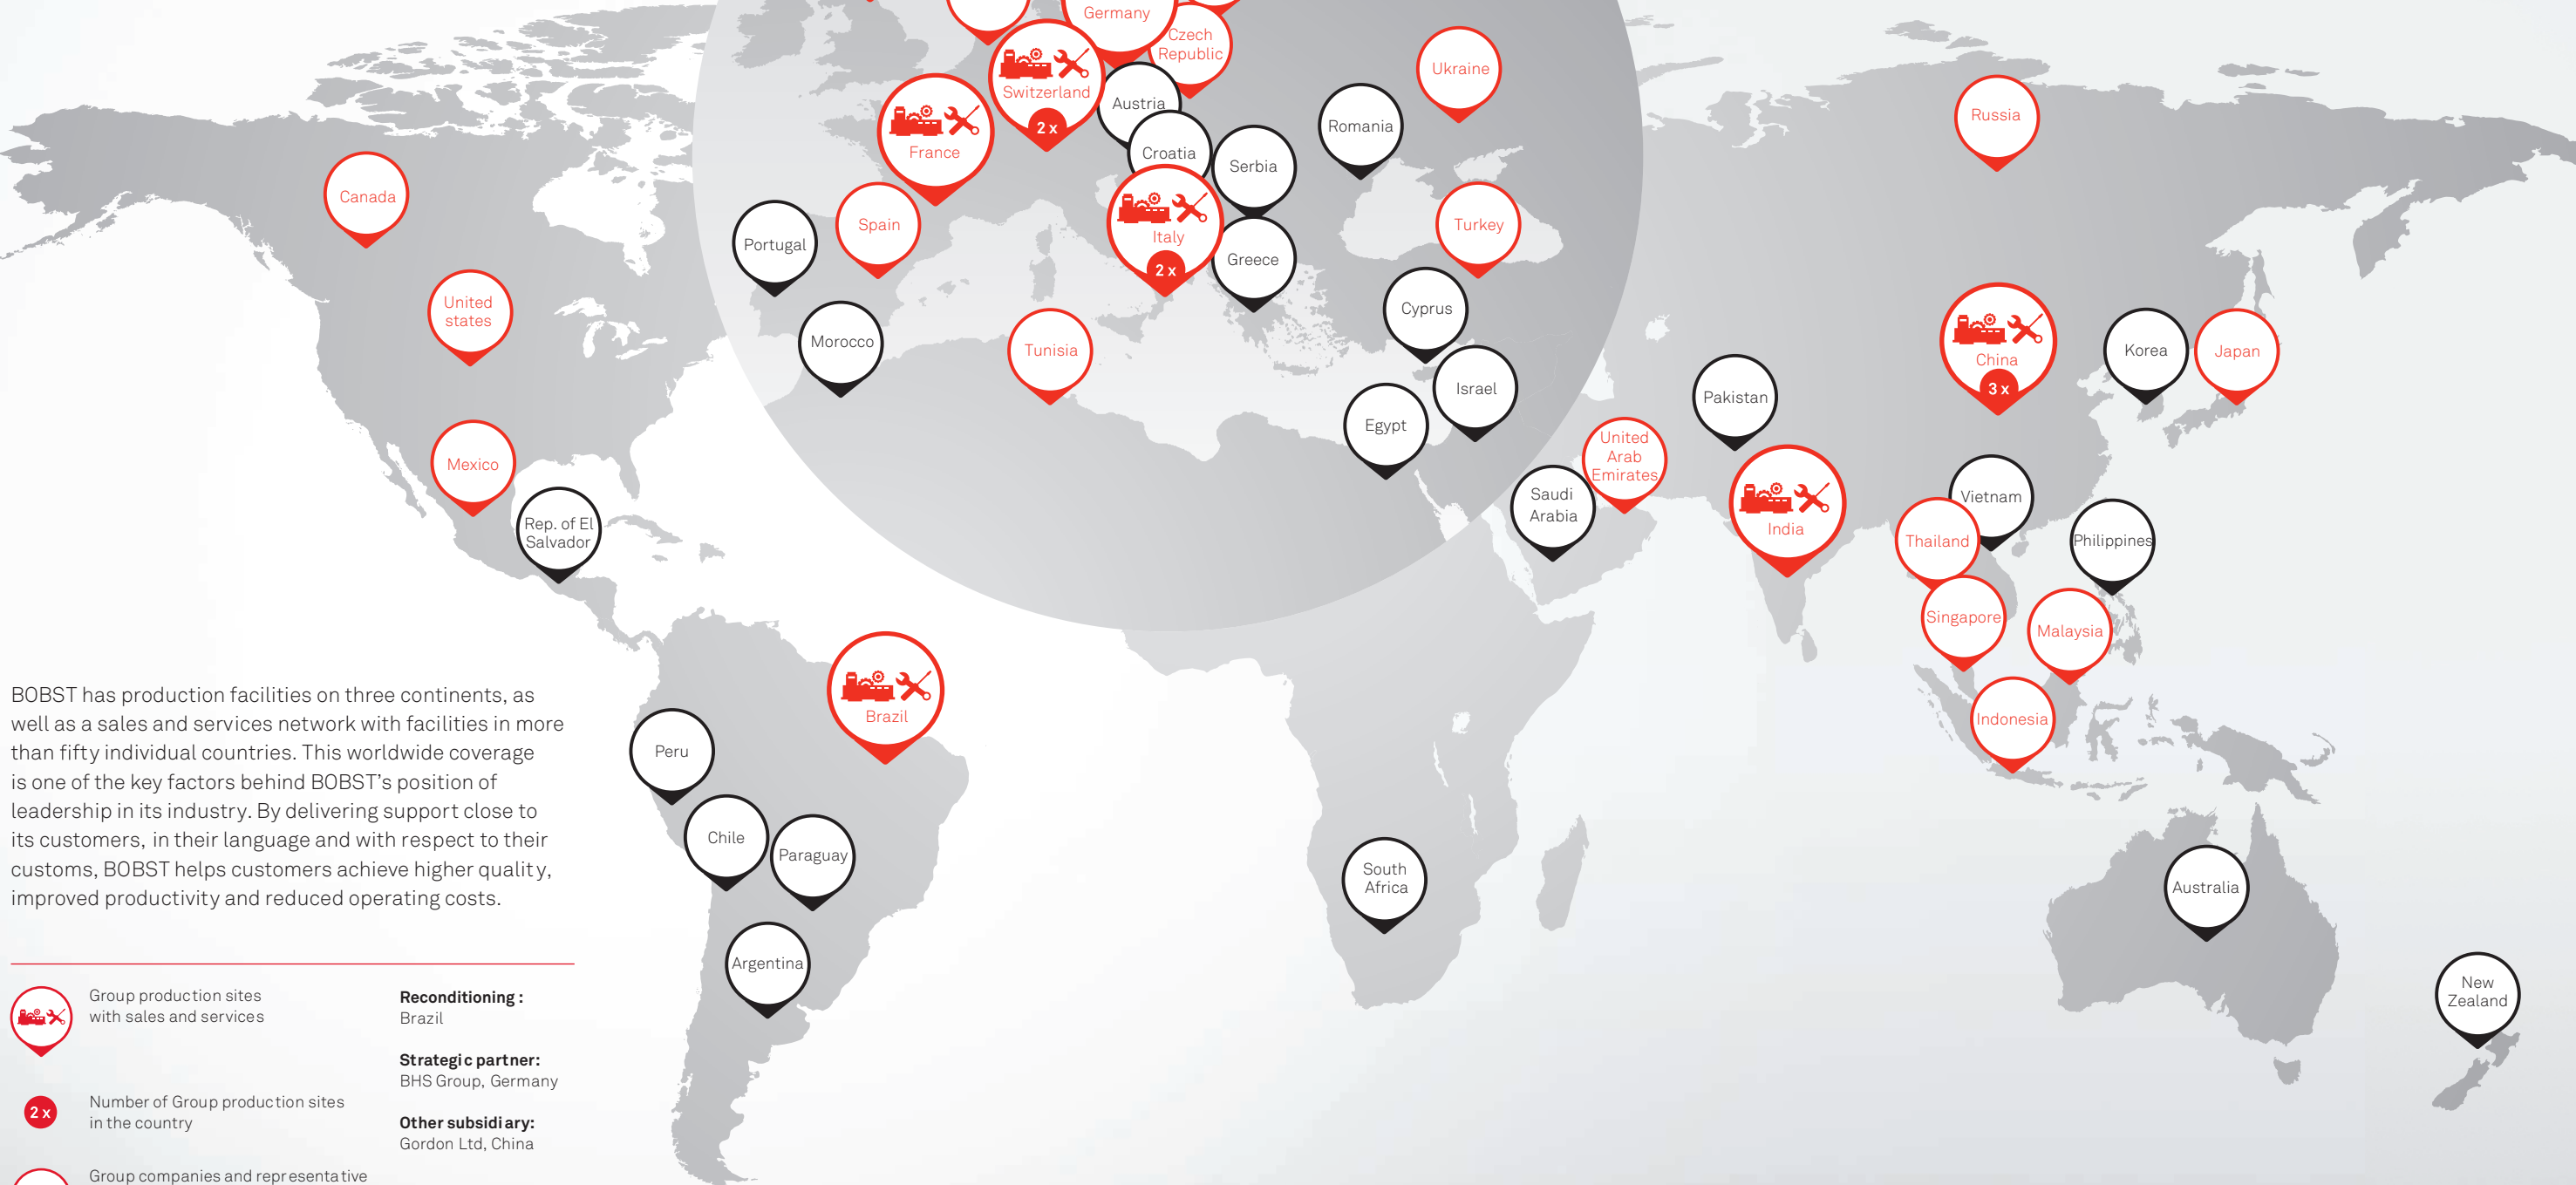 Germany
Czech
Republic
Ukraine
Switzerland
2 x
Austria
Russia
Romania
France
Croatia
Serbia
Canada
Spain
Italy
2 x
Turkey
Portugal
Greece
United
states
Cyprus
Morocco
Tunisia
China
3 x
Korea
Japan
Israel
Pakistan
Egypt
United
Arab
Emirates
Mexico
Saudi
Arabia
Vietnam
Rep. of El
Salvador
India
Thailand
Philippines
Singapore
Malaysia
Brazil
Indonesia
Peru
Chile
Paraguay
South
Africa
Australia
Argentina
New
Zealand
BOBST has production facilities on three continents, as
well as a sales and services network with facilities in more
than fifty individual countries. This worldwide coverage
is one of the key factors behind BOBST's position of
leadership in its industry. By delivering support close to
its customers, in their language and with respect to their
customs, BOBST helps customers achieve higher quality,
improved productivity and reduced operating costs.
Group production sites
with sales and services
2 x
Number of Group production sites
in the country
Group companies and representative
Reconditioning :
Brazil
Strategic partner:
BHS Group, Germany
Other subsidiary:
Gordon Ltd, China